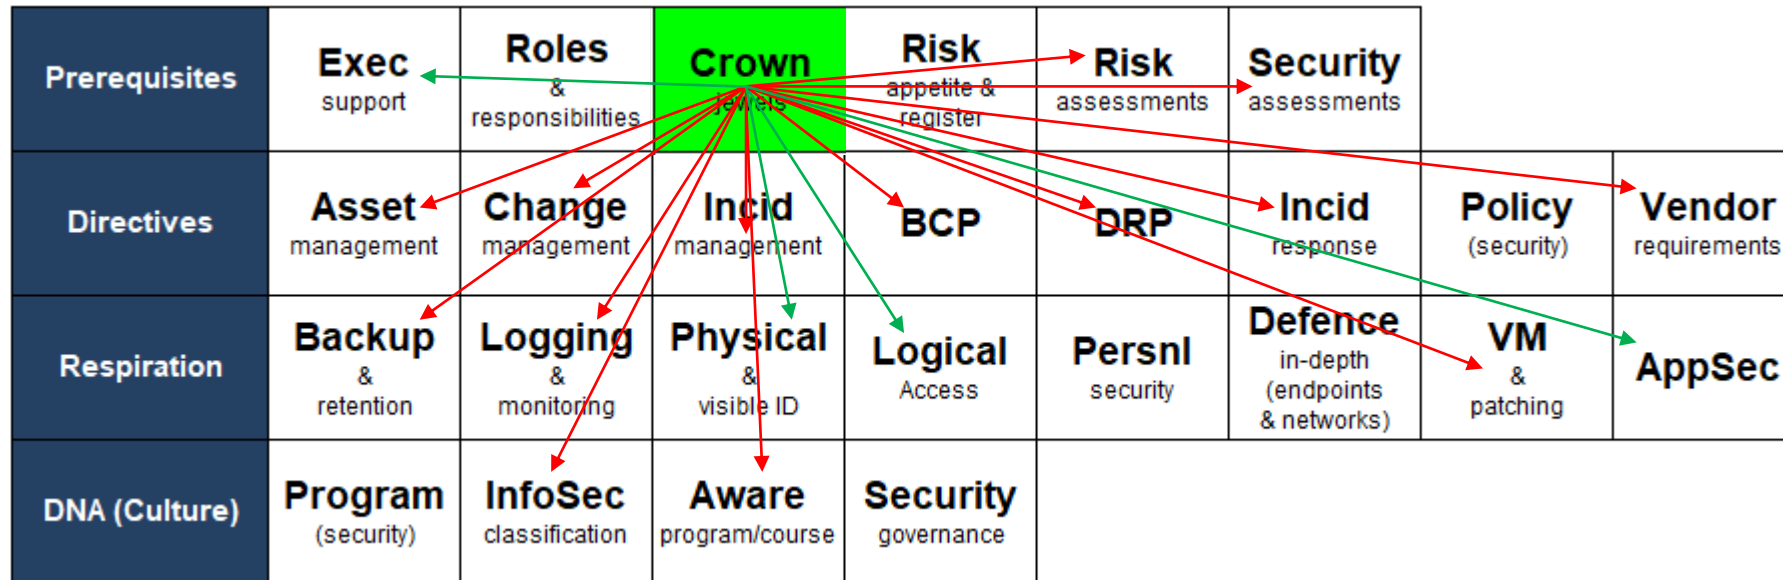 Prerequisites
Exec
support
Roles
&
responsibilities
Crown
jewels
Risk
appetite &
register
Risk
assessments
Security
assessments
Directives
Asset
management
Change
management
Incid
management
BCP
DRP
Incid
response
Policy
(security)
Vendor
requirements
Respiration
Backup
&
retention
Logging
&
monitoring
Physical
&
visible ID
Logical
Access
Persnl
security
Defence
in-depth
(endpoints
& networks)
VM
&
patching
AppSec
DNA (Culture)
Program
(security)
InfoSec
classification
Aware
program/course
Security
governance